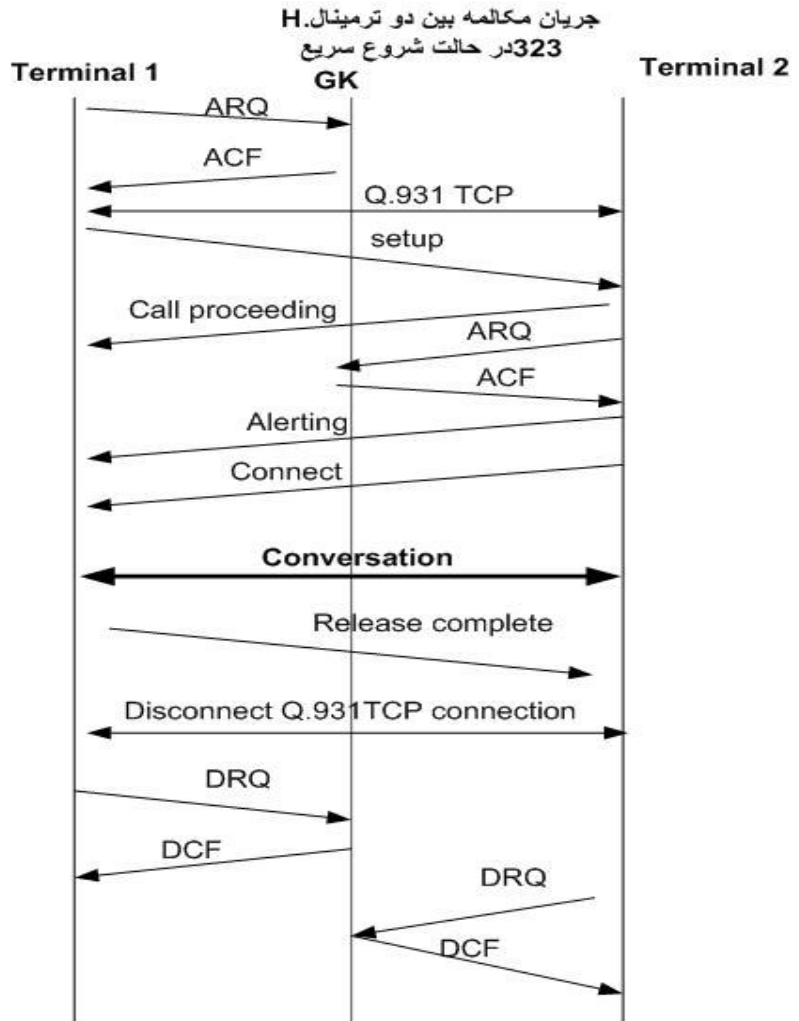 جریان مکالمه بین دو ترمینال.H
323در حالت شروع سریع
Terminal 1
GK
Terminal 2
ARQ
ACF
Q.931 TCP
setup
Call proceeding
ARQ
ACF
Alerting
Connect
Conversation
Release complete
Disconnect Q.931TCP connection
DRQ
DCF
DRQ
DCF